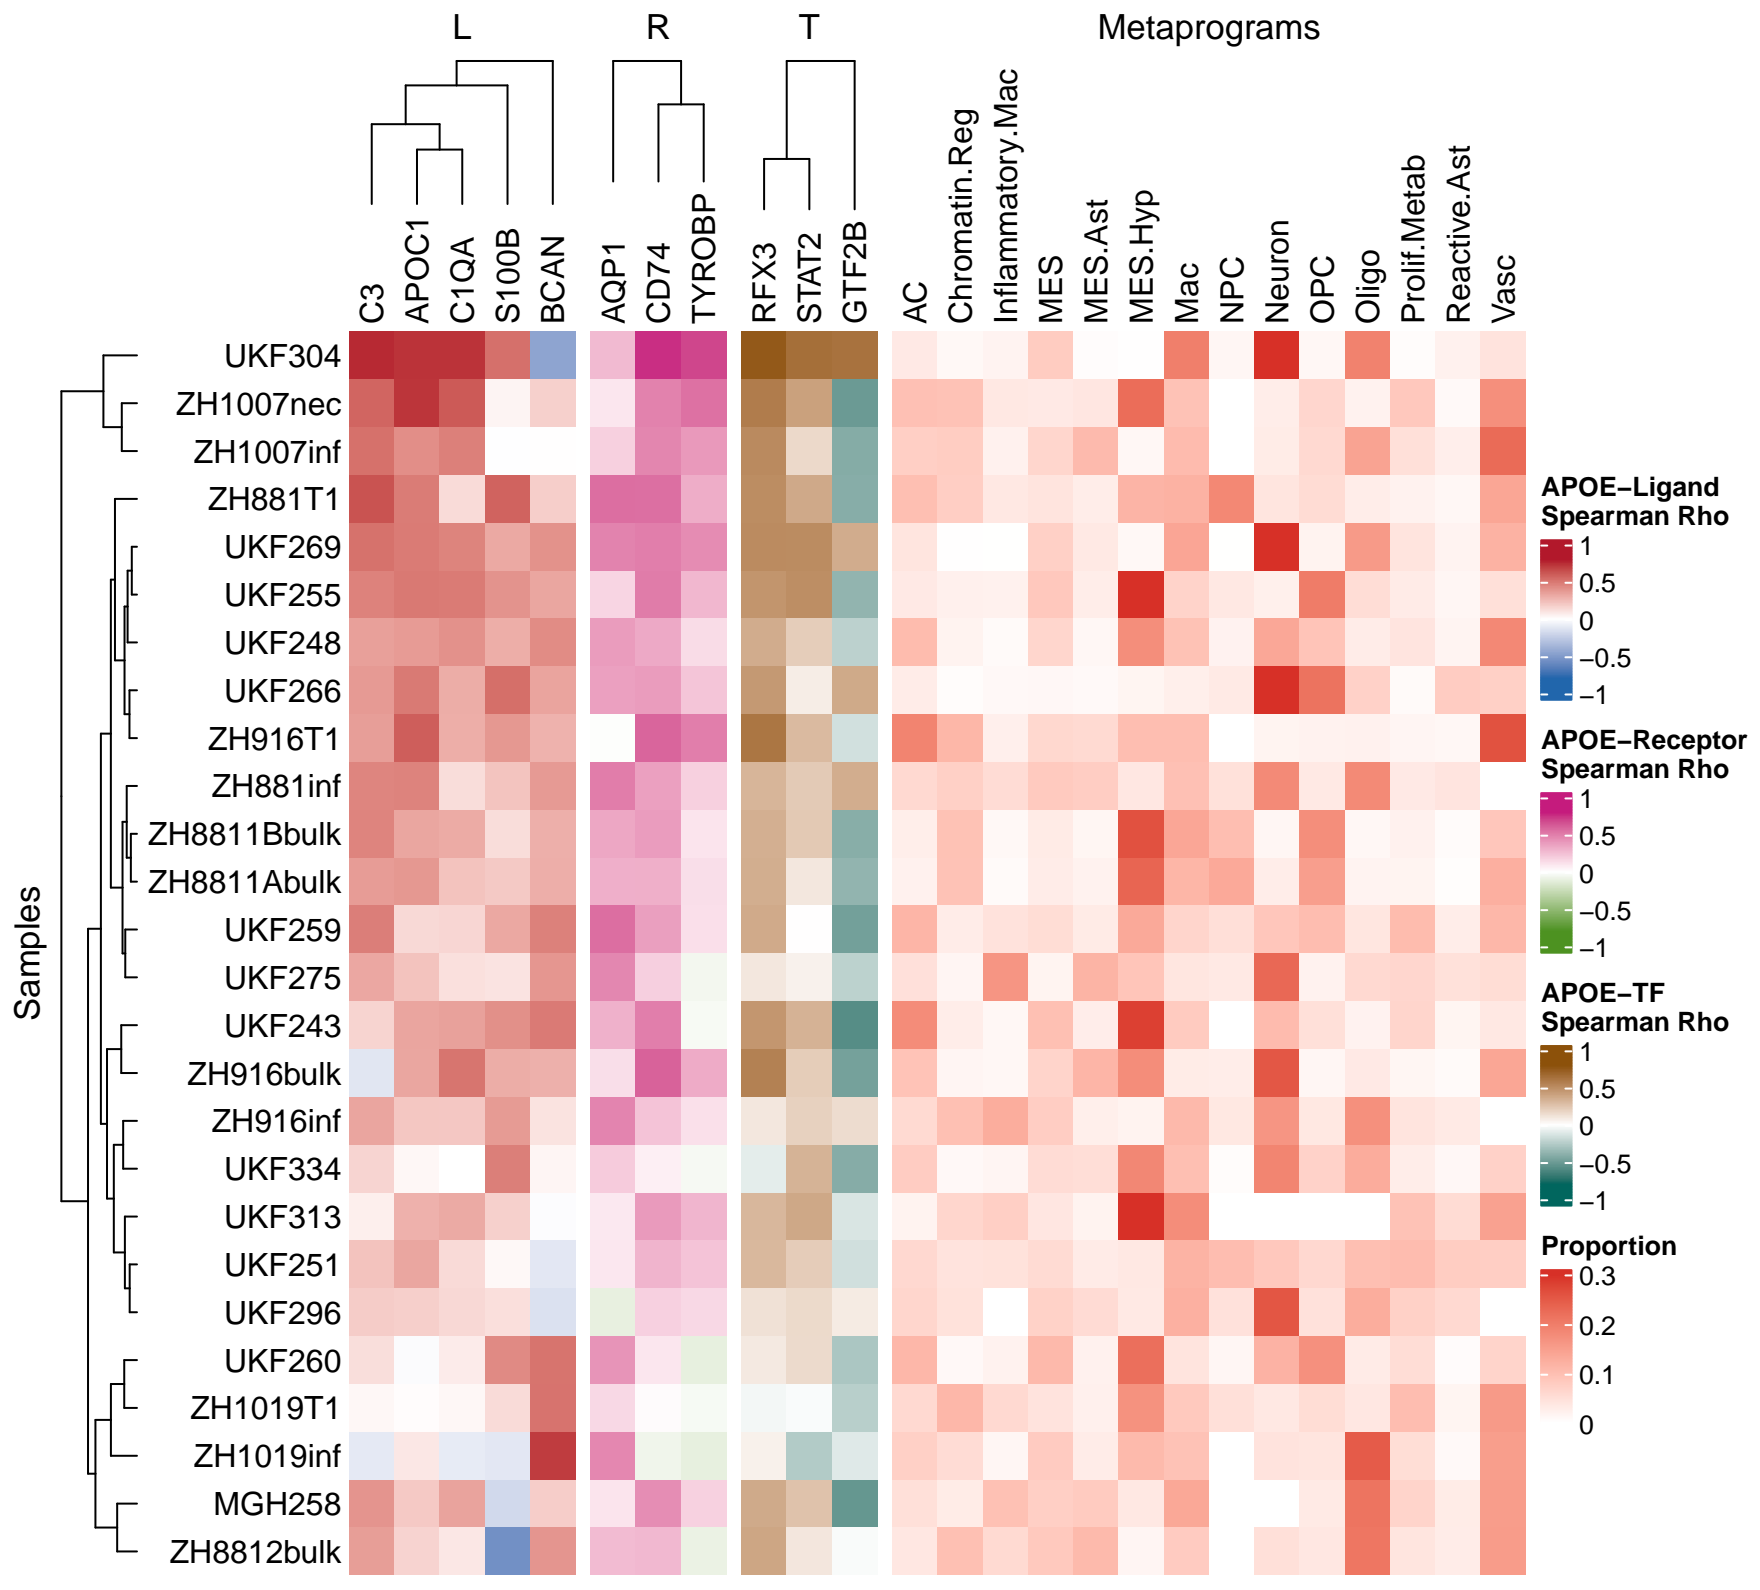 L
R
T
Metaprograms
C3
APOC1
C1QA
S100B
BCAN
AQP1
CD74
TYROBP
RFX3
STAT2
GTF2B
AC
Chromatin.Reg
Inflammatory.Mac
MES
MES.Ast
MES.Hyp
Mac
NPC
Neuron
OPC
Oligo
Prolif.Metab
Reactive.Ast
Vasc
Samples
UKF304
ZH1007nec
ZH1007inf
ZH881T1
UKF269
UKF255
UKF248
UKF266
ZH916T1
ZH881inf
ZH8811Bbulk
ZH8811Abulk
UKF259
UKF275
UKF243
ZH916bulk
ZH916inf
UKF334
UKF313
UKF251
UKF296
UKF260
ZH1019T1
ZH1019inf
MGH258
ZH8812bulk
APOE−Ligand
Spearman Rho
1
0.5
0
−0.5
−1
APOE−Receptor
Spearman Rho
1
0.5
0
−0.5
−1
APOE−TF
Spearman Rho
1
0.5
0
−0.5
−1
Proportion
0.3
0.2
0.1
0